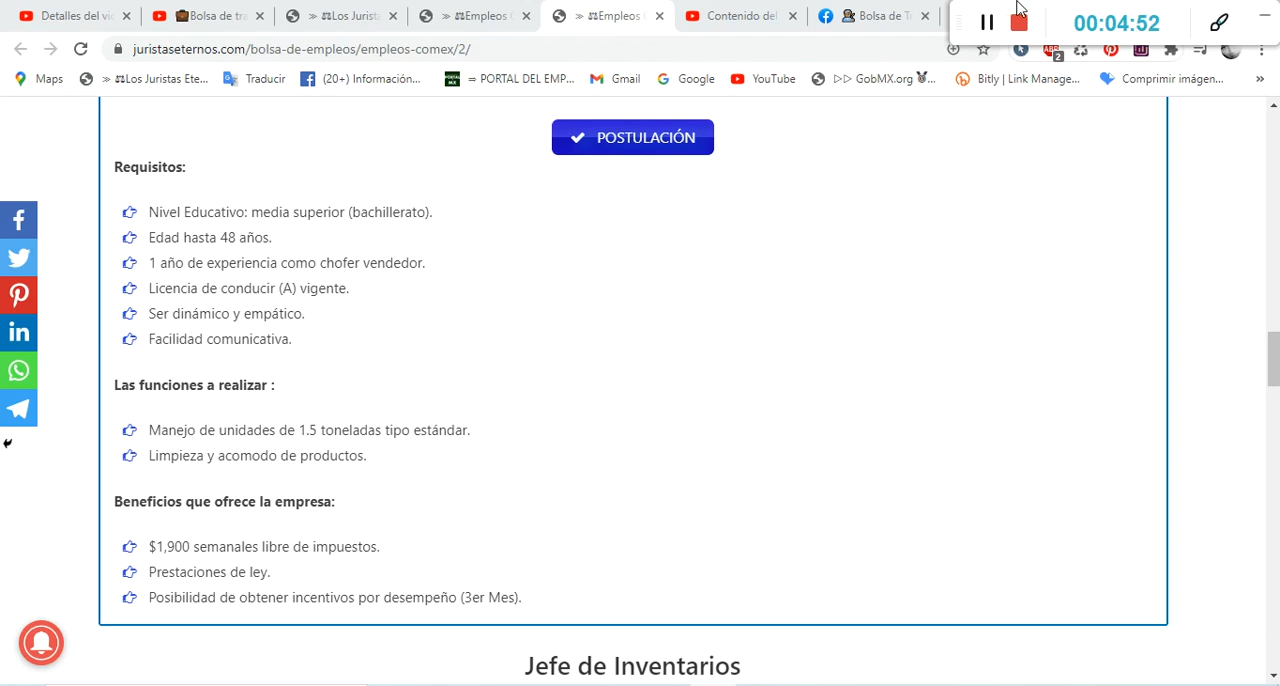 Detalles del vi
Bolsa de tra
» ⚖Los Jurista
» ⚖Empleos
» ⚖Empleos
Contenido del
Bolsa de T
00:04:52
juristaseternos.com/bolsa-de-empleos/empleos-comex/2/
Maps
» ⚖Los Juristas Ete...
Traducir
(20+) Información...
= PORTAL DEL EMP...
Gmail
Google
YouTube
▷▷ GobMX.org
Bitly | Link Manage...
Comprimir imágen...
»
POSTULACIÓN
Requisitos:
Nivel Educativo: media superior (bachillerato).
Edad hasta 48 años.
1 año de experiencia como chofer vendedor.
Licencia de conducir (A) vigente.
Ser dinámico y empático.
Facilidad comunicativa.
Las funciones a realizar :
Manejo de unidades de 1.5 toneladas tipo estándar.
Limpieza y acomodo de productos.
Beneficios que ofrece la empresa:
$1,900 semanales libre de impuestos.
Prestaciones de ley.
Posibilidad de obtener incentivos por desempeño (3er Mes).
Jefe de Inventarios